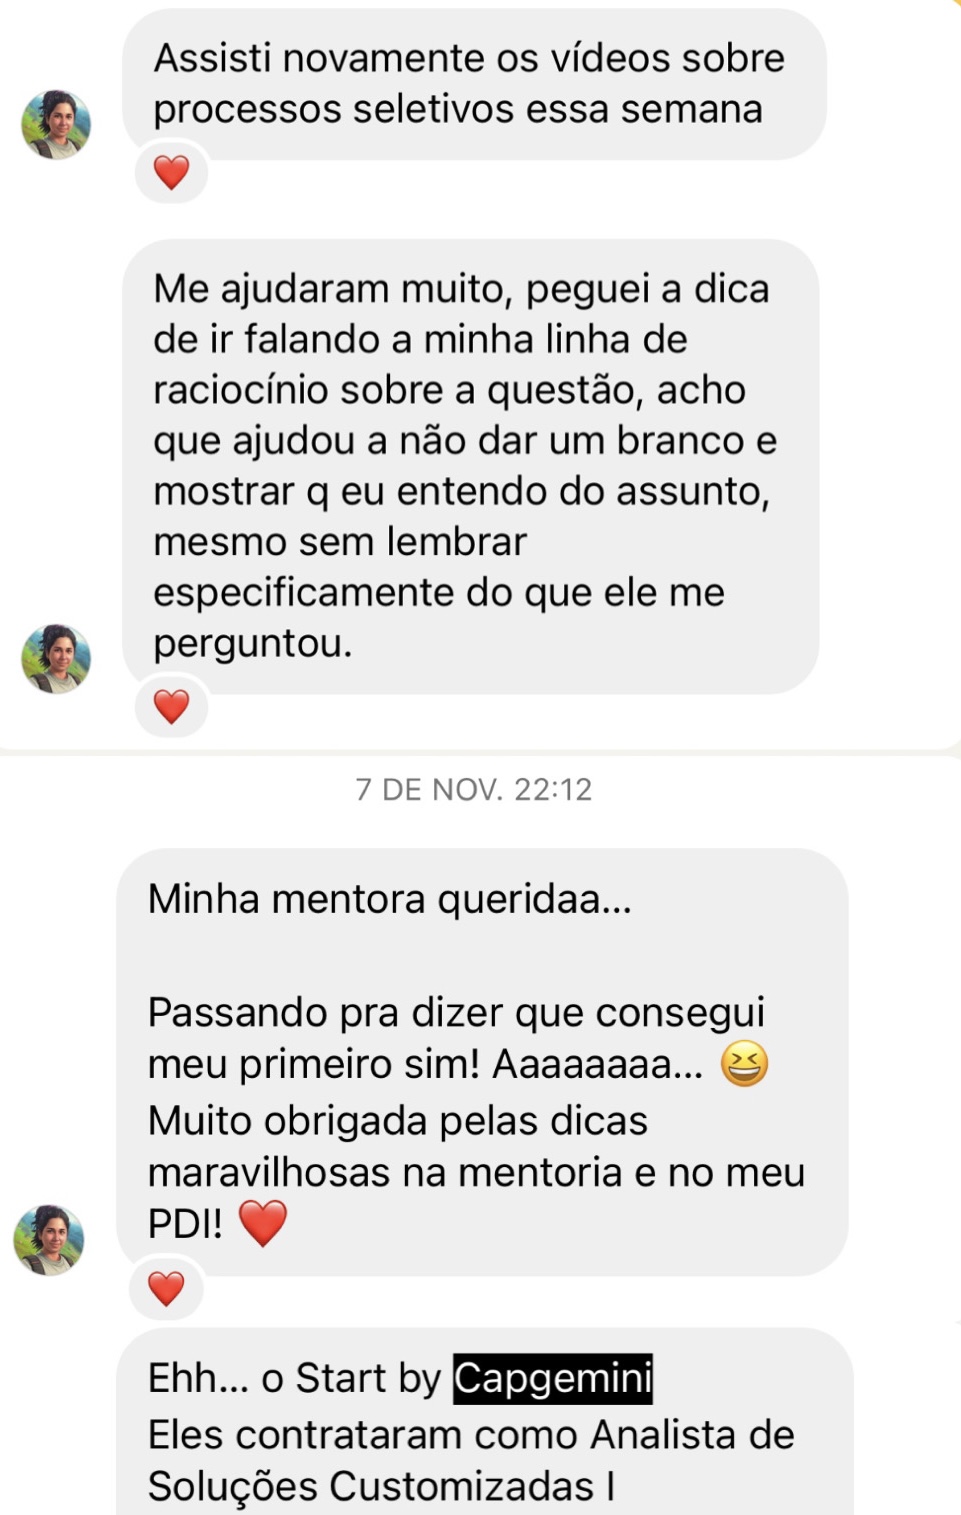 Assisti novamente os vídeos sobre
processos seletivos essa semana
❤️
Me ajudaram muito, peguei a dica
de ir falando a minha linha de
raciocínio sobre a questão, acho
que ajudou a não dar um branco e
mostrar q eu entendo do assunto,
mesmo sem lembrar
especificamente do que ele me
perguntou.
❤️
7 DE NOV. 22:12
Minha mentora queridaa...
Passando pra dizer que consegui
meu primeiro sim! Aaaaaaaa... 😆
Muito obrigada pelas dicas
maravilhosas na mentoria e no meu
PDI! ❤️
❤️
Ehh... o Start by Capgemini
Eles contrataram como Analista de
Soluções Customizadas I